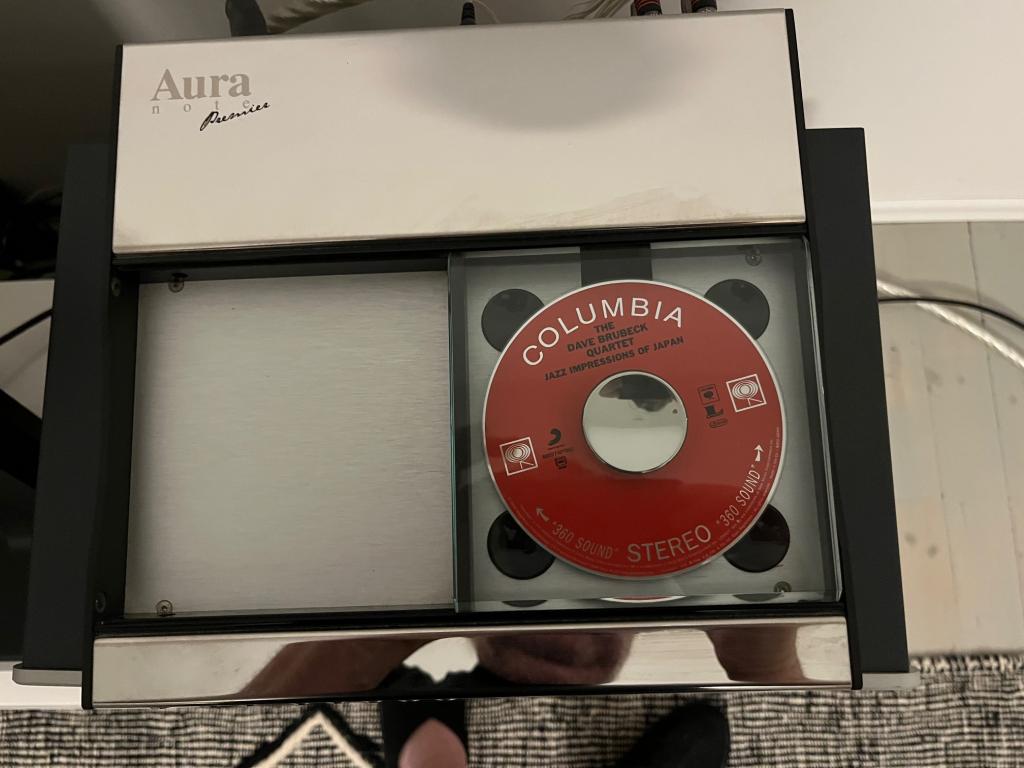 Aura
note
Premier
COLUMBIA
THE
DAVE BRUBECK
QUARTET
JAZZ IMPRESSIONS OF JAPAN
L
"360 SOUND" STEREO "360 SOUND"